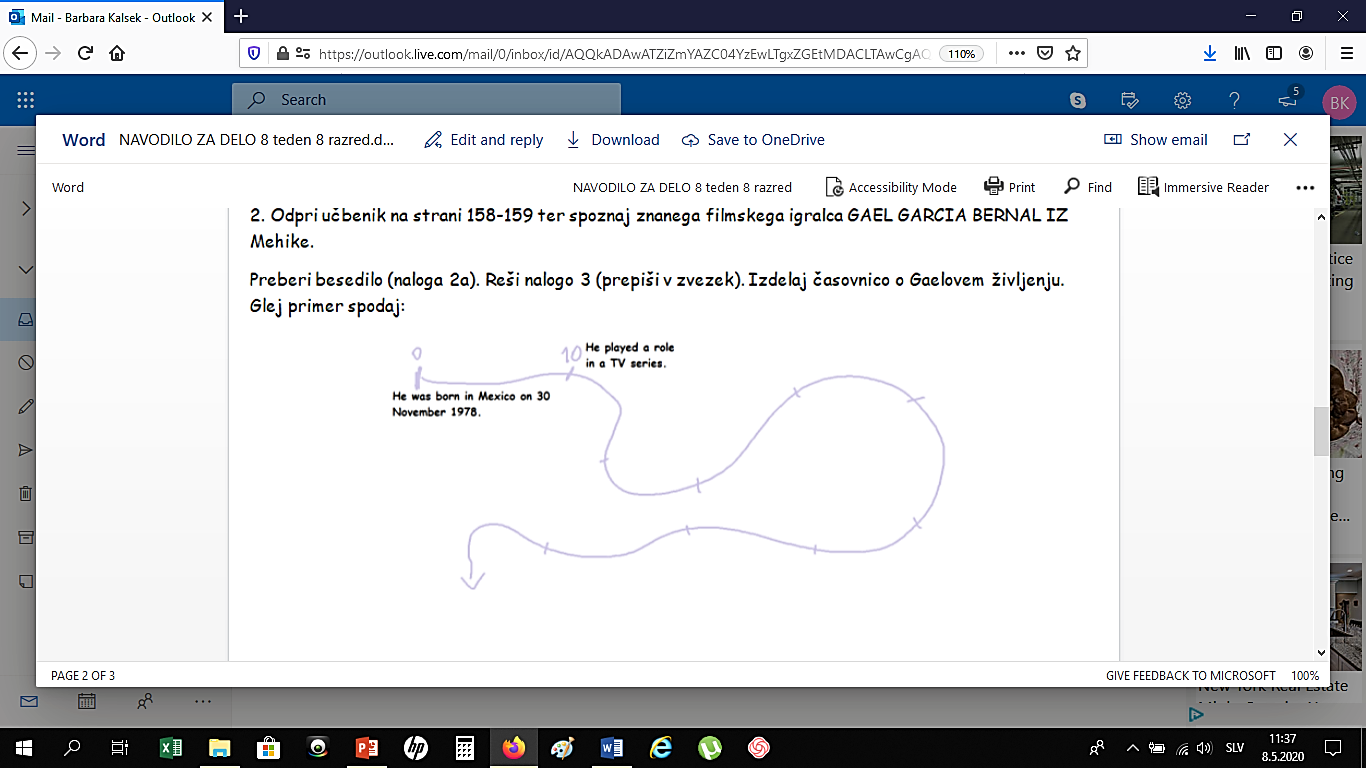 Mail - Barbara Kalsek - Outlook
https://outlook.live.com/mail/0/inbox/id/AQQkADAwATZiZmYAZC04YzEwLTgxZGEtMDACLTAwCgAQ
110%
Search
5
BK
Word
NAVODILO ZA DELO 8 teden 8 razred.d...
Edit and reply
Download
Save to OneDrive
Show email
Word
NAVODILO ZA DELO 8 teden 8 razred
Accessibility Mode
Print
Find
Immersive Reader
2. Odpri učbenik na strani 158-159 ter spoznaj znanega filmskega igralca GAEL GARCIA BERNAL IZ
Mehike.
Preberi besedilo (naloga 2a). Reši nalogo 3 (prepiši v zvezek). Izdelaj časovnico o Gaelovem življenju.
Glej primer spodaj:
0
10
He played a role
in a TV series.
He was born in Mexico on 30
November 1978.
PAGE 2 OF 3
GIVE FEEDBACK TO MICROSOFT
100%
New York Real Estate
SLV
11:37
8.5.2020